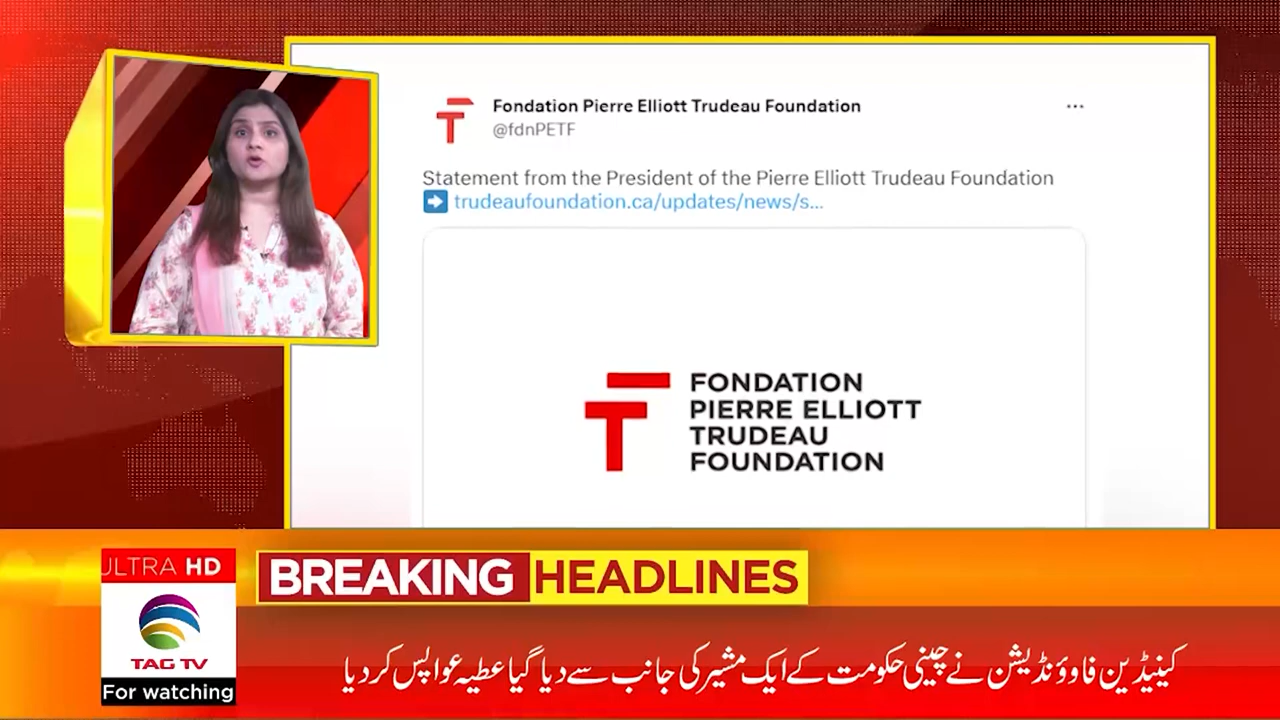 Fondation Pierre Elliott Trudeau Foundation
@fdnPETF
Statement from the President of the Pierre Elliott Trudeau Foundation
trudeaufoundation.ca/updates/news/s...
FONDATION
PIERRE ELLIOTT
TRUDEAU
FOUNDATION
ULTRA HD
BREAKING HEADLINES
TAG TV
For watching
کینیڈین فاؤونڈیشن نے چینی حکومت کے ایک مشیر کی جانب سے دیا گیا عطیہ واپس کر دیا